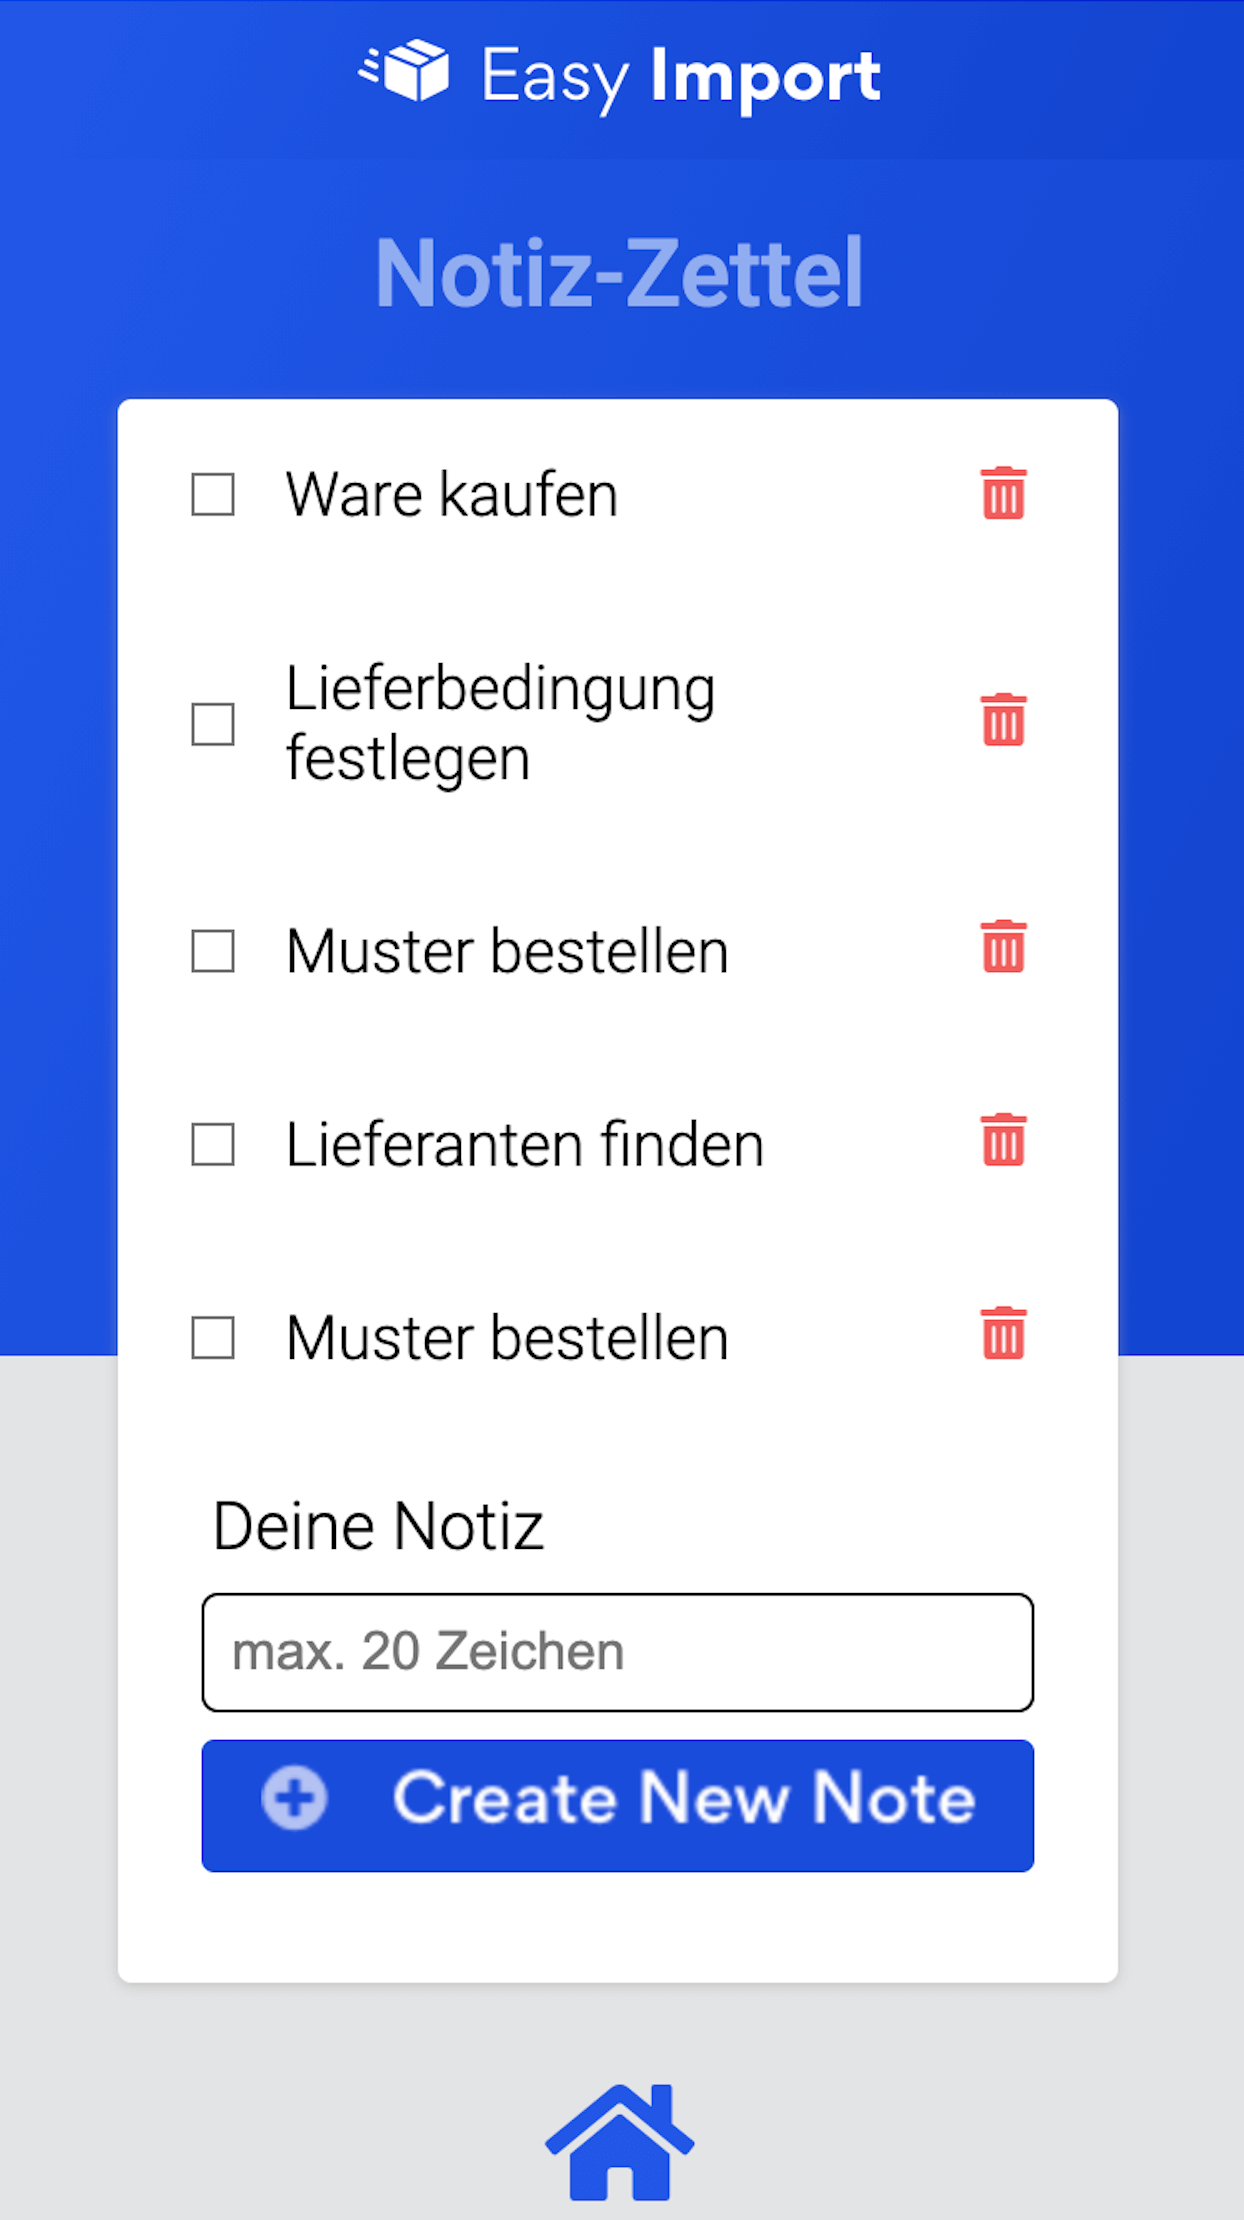 Easy Import
Notiz-Zettel
Ware kaufen
Lieferbedingung
festlegen
Muster bestellen
Lieferanten finden
Muster bestellen
Deine Notiz
max. 20 Zeichen
Create New Note